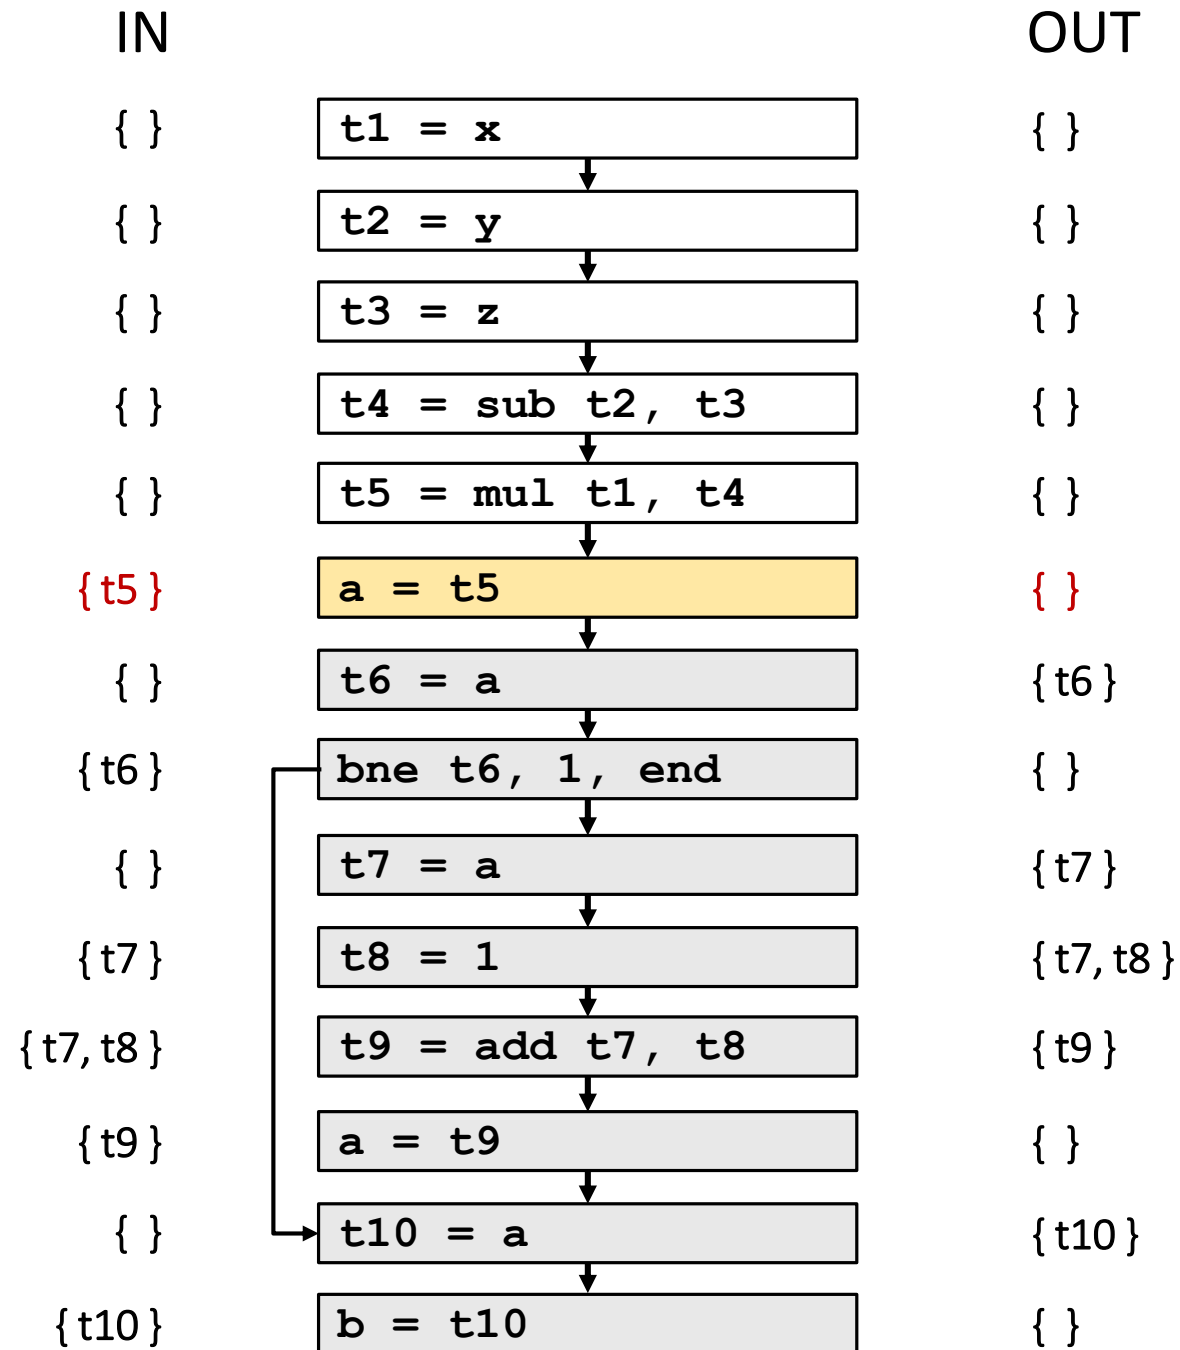 IN OUT
{ } t1 = x { }
{ } t2 = y { }
{ } t3 = z { }
{ } t4 = sub t2, t3 { }
{ } t5 = mul t1, t4 { }
{ t5 } a = t5 { }
{ } t6 = a { t6 }
{ t6 } bne t6, 1, end { }
{ } t7 = a { t7 }
{ t7 } t8 = 1 { t7, t8 }
{ t7, t8 } t9 = add t7, t8 { t9 }
{ t9 } a = t9 { }
{ } t10 = a { t10 }
{ t10 } b = t10 { }